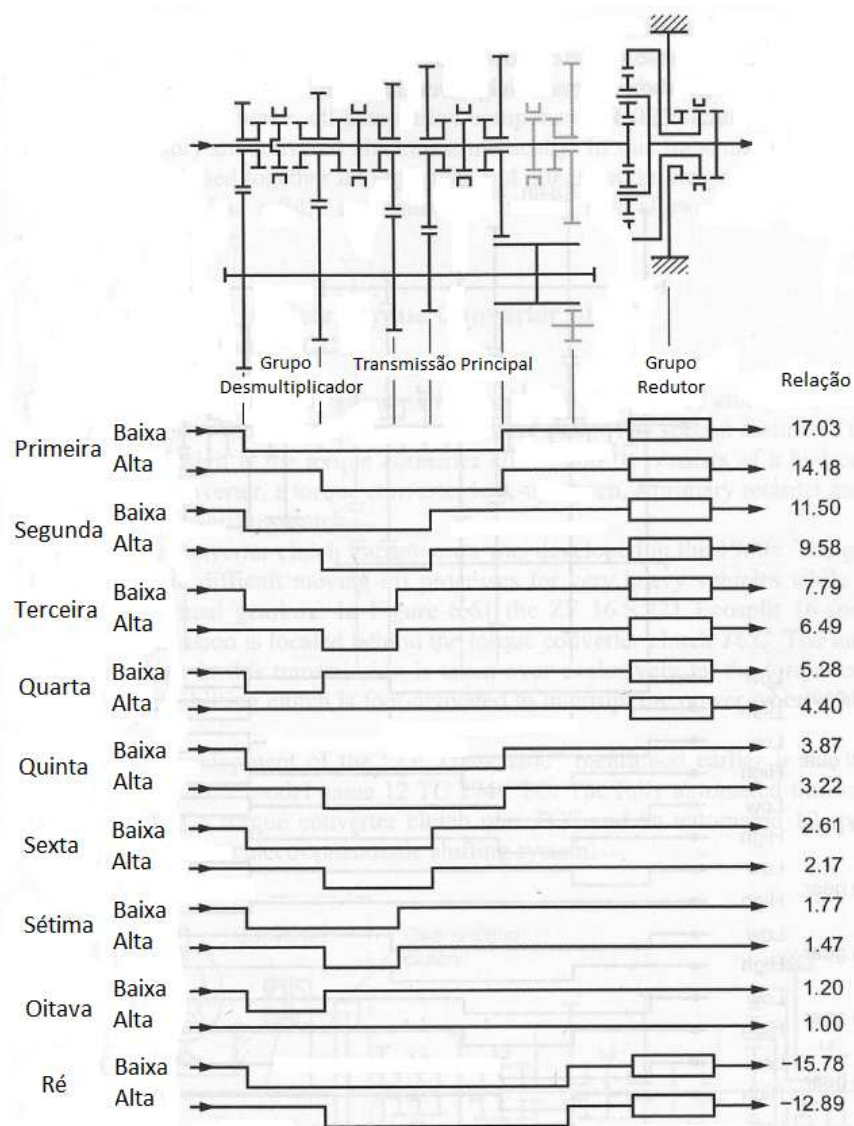 Grupo Desmultiplicador
Transmissão Principal
Grupo Redutor
Relação
Primeira
Baixa 17.03
Alta 14.18
Segunda
Baixa 11.50
Alta 9.58
Terceira
Baixa 7.79
Alta 6.49
Quarta
Baixa 5.28
Alta 4.40
Quinta
Baixa 3.87
Alta 3.22
Sexta
Baixa 2.61
Alta 2.17
Sétima
Baixa 1.77
Alta 1.47
Oitava
Baixa 1.20
Alta 1.00
Ré
Baixa −15.78
Alta −12.89